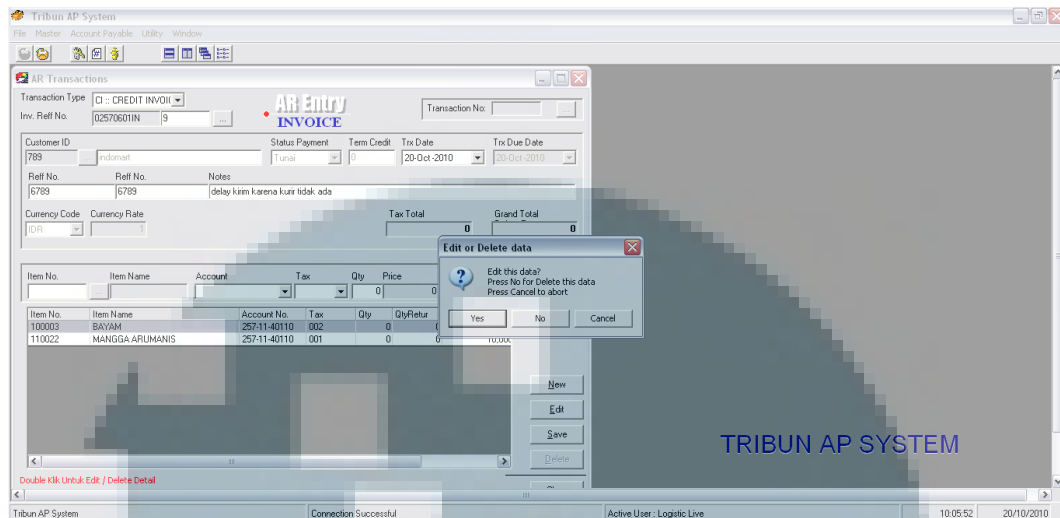 Tribun AP System
File Master Account Payable Utility Window
AR Transactions
Transaction Type CI :: CREDIT INVOI
Inv. Reff No. 02570601IN 9 ...
AR Entry
INVOICE
Transaction No: ...
Customer ID Status Payment Term Credit Trx Date Trx Due Date
789 ... indomart Tunai 0 20-Oct-2010 20-Oct-2010
Reff No. Reff No. Notes
6789 6789 delay kirim karena kurir tidak ada
Currency Code Currency Rate Tax Total Grand Total
IDR 1 0 0
Edit or Delete data
Edit this data?
Press No for Delete this data
Press Cancel to abort
Yes No Cancel
Item No. Item Name Account Tax Qty Price
... 0 0
Item No. Item Name Account No. Tax Qty QtyRetur
100003 BAYAM 257-11-40110 002 0 0
110022 MANGGA ARUMANIS 257-11-40110 001 0 0 10,000
New
Edit
Save
Delete
Double Klik Untuk Edit / Delete Detail
TRIBUN AP SYSTEM
Tribun AP System Connection Successful Active User : Logistic Live 10:05:52 20/10/2010